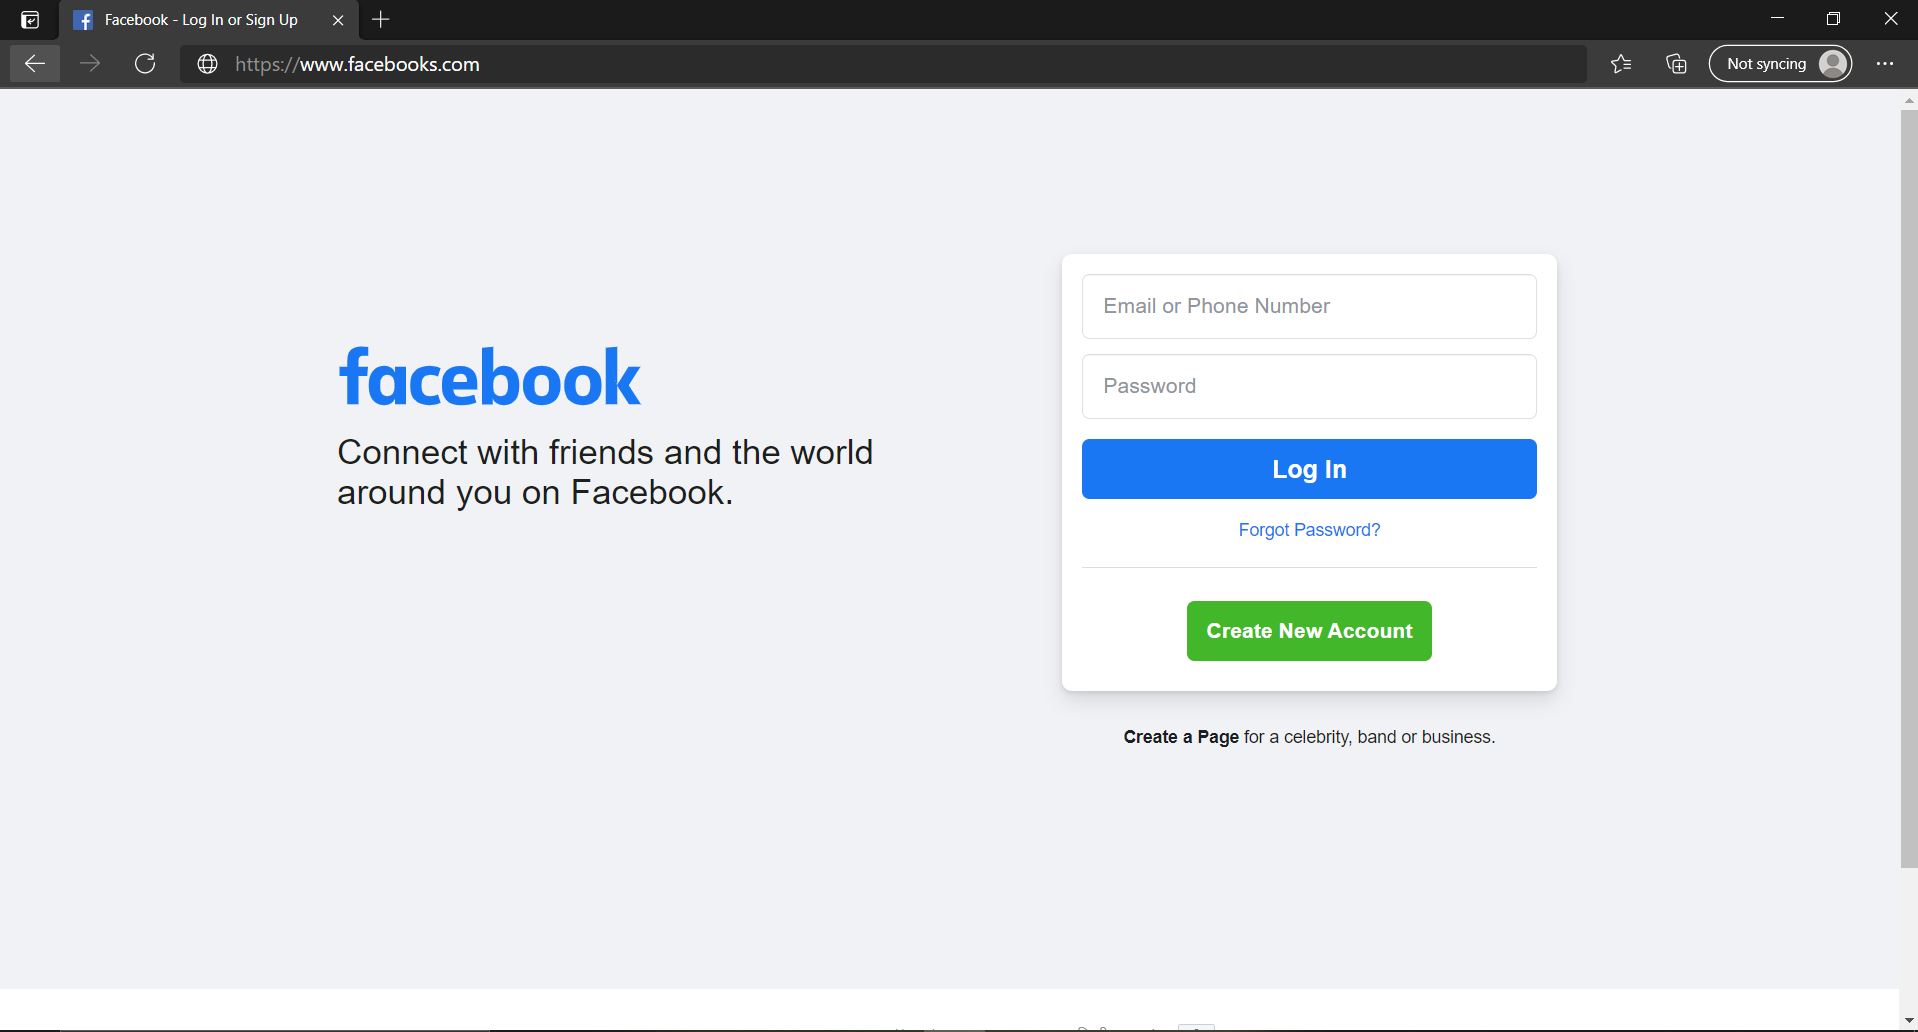 Facebook - Log In or Sign Up
https://www.facebooks.com
Not syncing
facebook
Connect with friends and the world
around you on Facebook.
Email or Phone Number
Password
Log In
Forgot Password?
Create New Account
Create a Page for a celebrity, band or business.